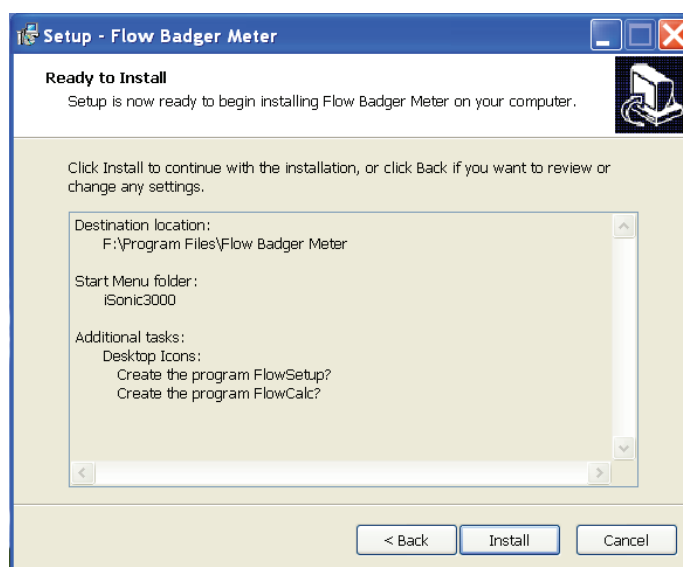 Setup - Flow Badger Meter
Ready to Install
Setup is now ready to begin installing Flow Badger Meter on your computer.
Click Install to continue with the installation, or click Back if you want to review or
change any settings.
Destination location:
F:\Program Files\Flow Badger Meter
Start Menu folder:
iSonic3000
Additional tasks:
Desktop Icons:
Create the program FlowSetup?
Create the program FlowCalc?
< Back Install Cancel